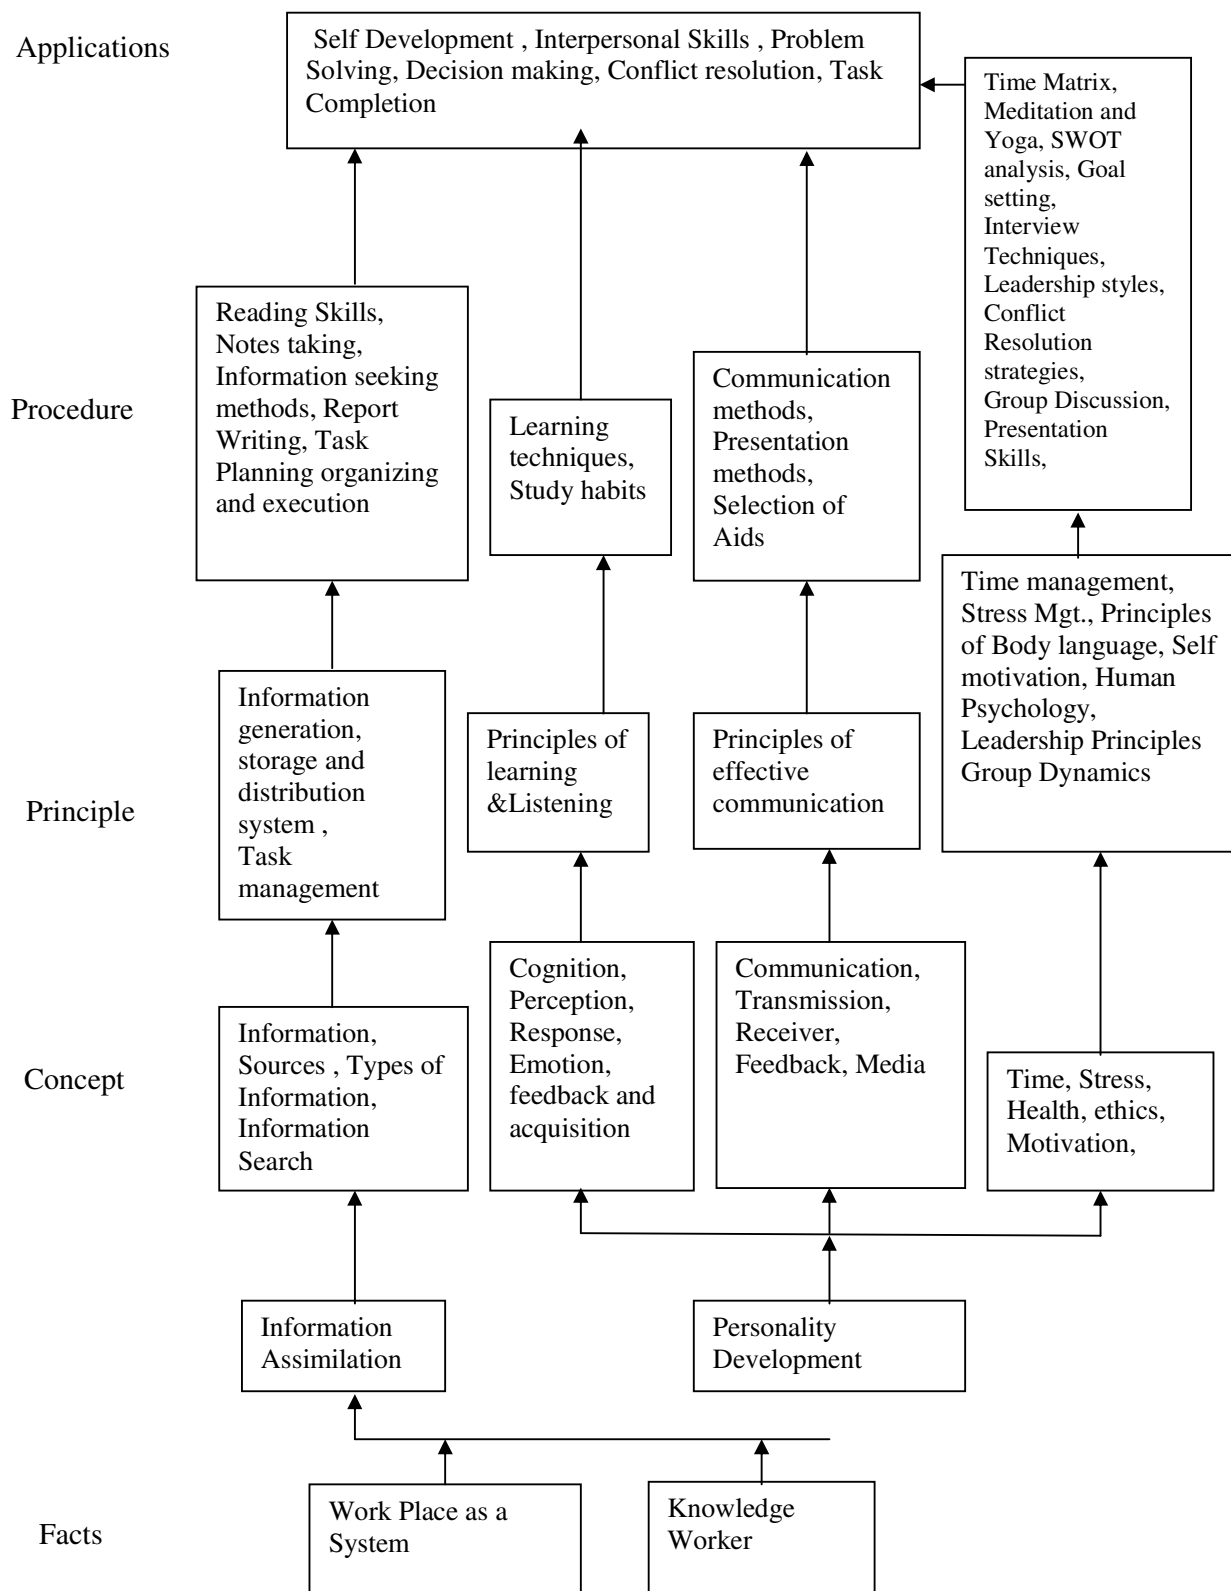 Applications
Self Development , Interpersonal Skills , Problem
Solving, Decision making, Conflict resolution, Task
Completion
Time Matrix,
Meditation and
Yoga, SWOT
analysis, Goal
setting,
Interview
Techniques,
Leadership styles,
Conflict
Resolution
strategies,
Group Discussion,
Presentation
Skills,
Procedure
Reading Skills,
Notes taking,
Information seeking
methods, Report
Writing, Task
Planning organizing
and execution
Learning
techniques,
Study habits
Communication
methods,
Presentation
methods,
Selection of
Aids
Time management,
Stress Mgt., Principles
of Body language, Self
motivation, Human
Psychology,
Leadership Principles
Group Dynamics
Principle
Information
generation,
storage and
distribution
system ,
Task
management
Principles of
learning
&Listening
Principles of
effective
communication
Concept
Information,
Sources , Types of
Information,
Information
Search
Cognition,
Perception,
Response,
Emotion,
feedback and
acquisition
Communication,
Transmission,
Receiver,
Feedback, Media
Time, Stress,
Health, ethics,
Motivation,
Information
Assimilation
Personality
Development
Facts
Work Place as a
System
Knowledge
Worker